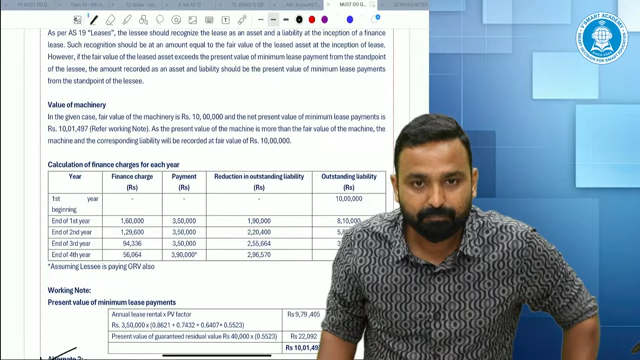 MUST DO Q
As per AS 19 "Leases", the lessee should recognize the lease as an asset and a liability at the inception of a finance
lease. Such recognition should be at an amount equal to the fair value of the leased asset at the inception of lease.
However, if the fair value of the leased asset exceeds the present value of minimum lease payment from the standpoint
of the lessee, the amount recorded as an asset and liability should be the present value of minimum lease payments
from the standpoint of the lessee.
V SMART ACADEMY
Value of machinery
In the given case, fair value of the machinery is Rs. 10, 00,000 and the net present value of minimum lease payments is
Rs. 10,01,497 (Refer working Note). As the present value of the machine is more than the fair value of the machine, the
machine and the corresponding liability will be recorded at fair value of Rs. 10,00,000.
Calculation of finance charges for each year
Year Finance charge (Rs) Payment (Rs) Reduction in outstanding liability (Rs) Outstanding liability (Rs)
1st year beginning - - - 10,00,000
End of 1st year 1,60,000 3,50,000 1,90,000 8,10,000
End of 2nd year 1,29,600 3,50,000 2,20,400
End of 3rd year 94,336 3,50,000 2,55,664
End of 4th year 56,064 3,90,000* 2,96,570
*Assuming Lessee is paying GRV also
Working Note:
Present value of minimum lease payments
Annual lease rental x PV factor Rs 9,79,405
Rs. 3,50,000 x (0.8621 + 0.7432 + 0.6407+ 0.5523)
Present value of guaranteed residual value Rs 40,000 x (0.5523) Rs 22,092
Rs 10,01,497
Alternate 2: